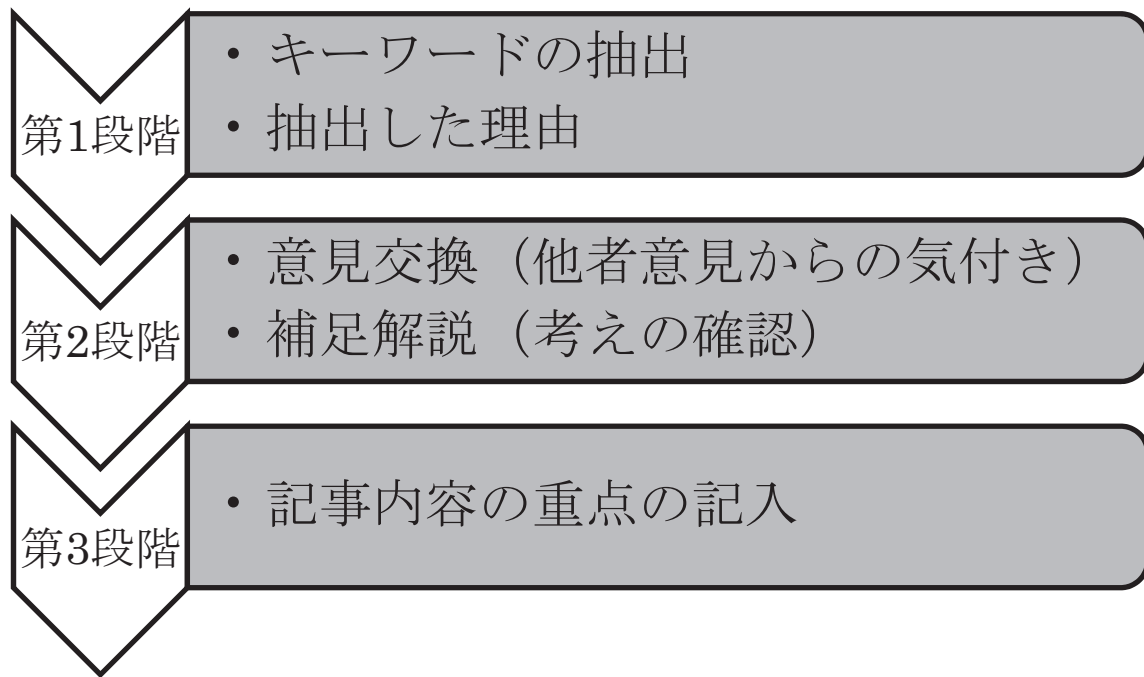 第1段階
・キーワードの抽出
・抽出した理由
第2段階
・意見交換（他者意見からの気付き）
・補足解説（考えの確認）
第3段階
・記事内容の重点の記入